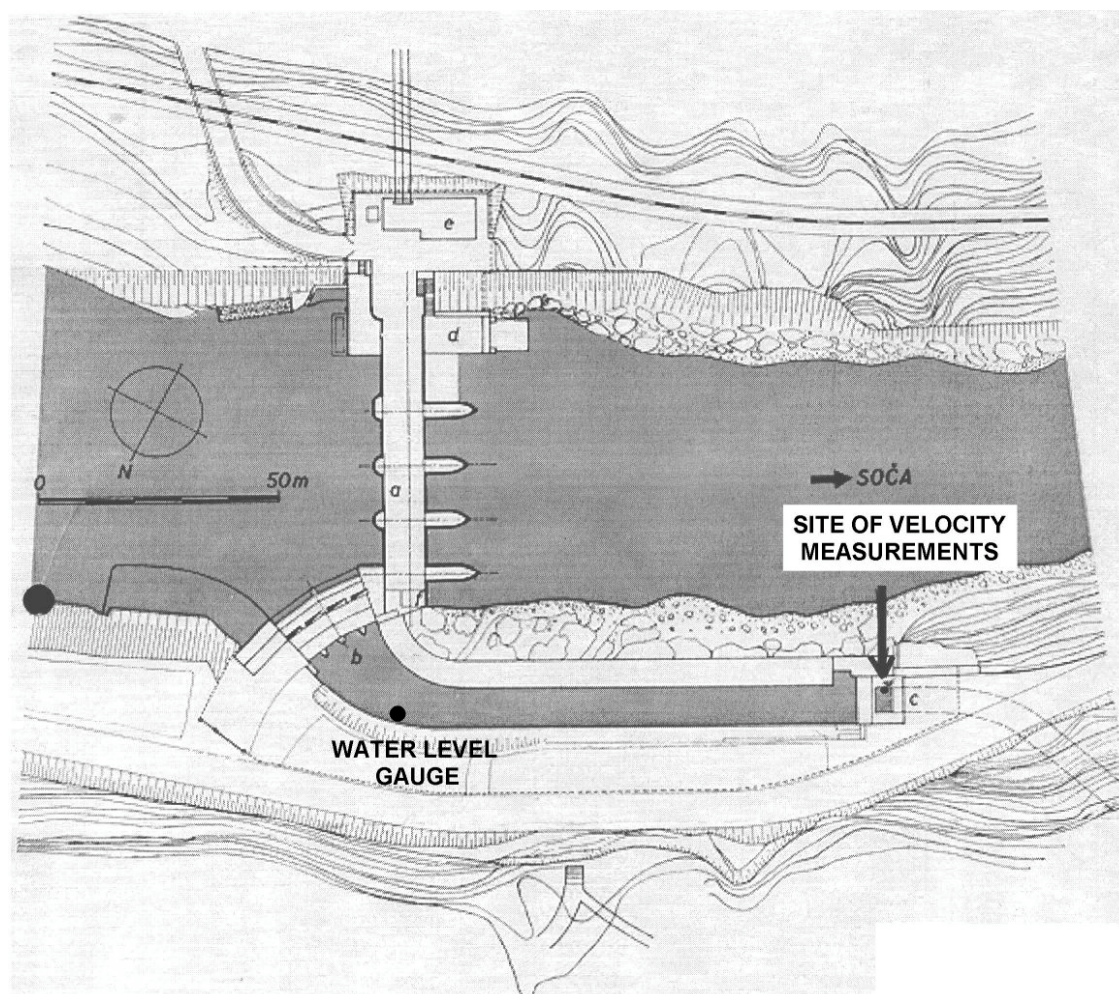 e
d
N
0 50m
a
SOČA
SITE OF VELOCITY
MEASUREMENTS
b
c
WATER LEVEL
GAUGE